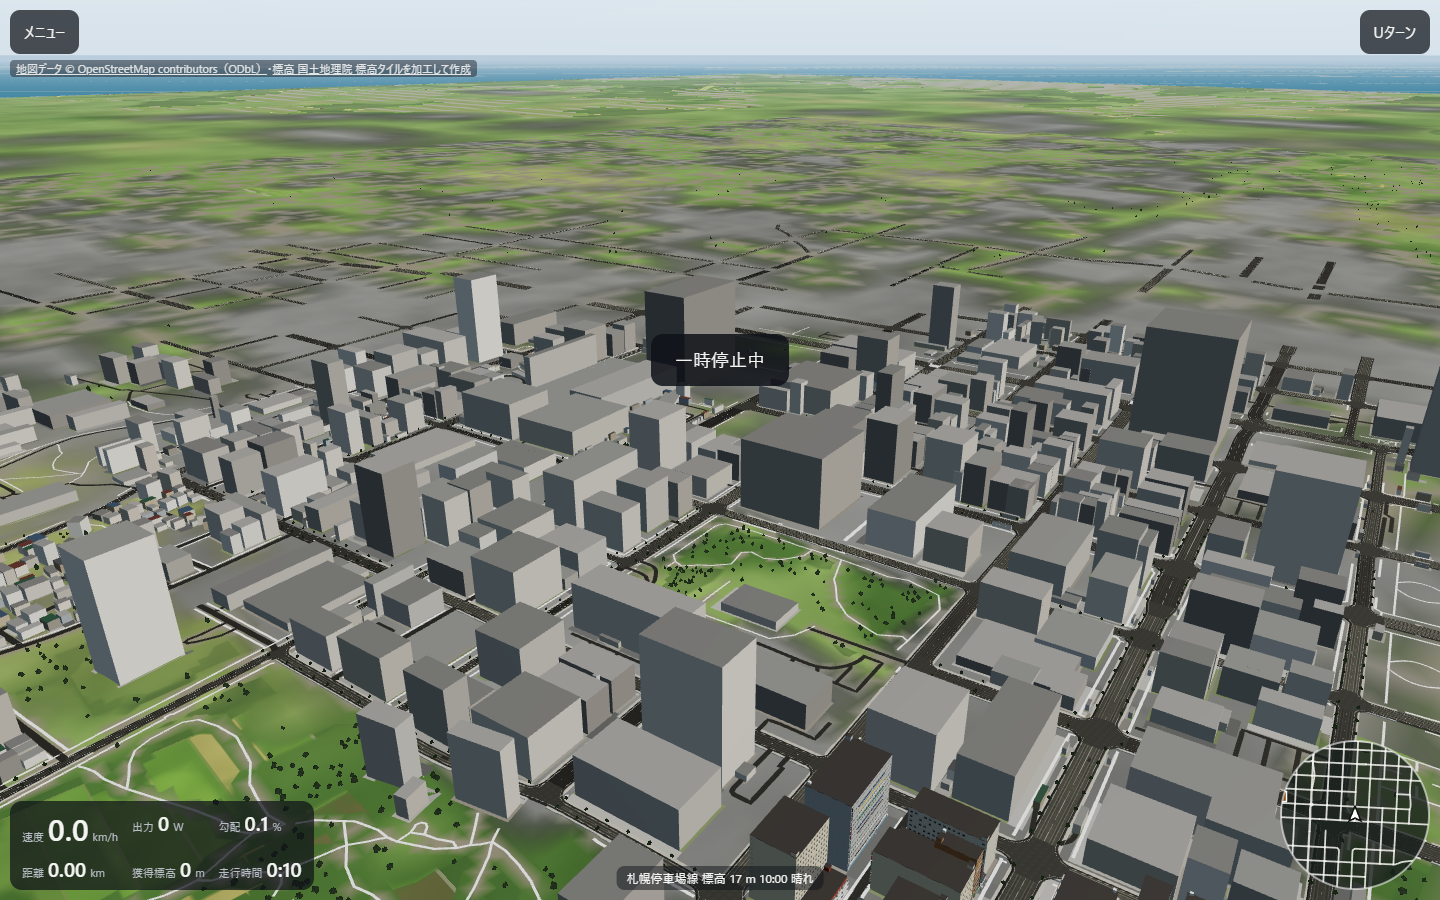 メニュー
Uターン
地図データ © OpenStreetMap contributors（ODbL）・標高 国土地理院 標高タイルを加工して作成
一時停止中
速度 0.0 km/h 出力 0 W 勾配 0.1 %
距離 0.00 km 獲得標高 0 m 走行時間 0:10
札幌停車場線 標高 17 m 10:00 晴れ